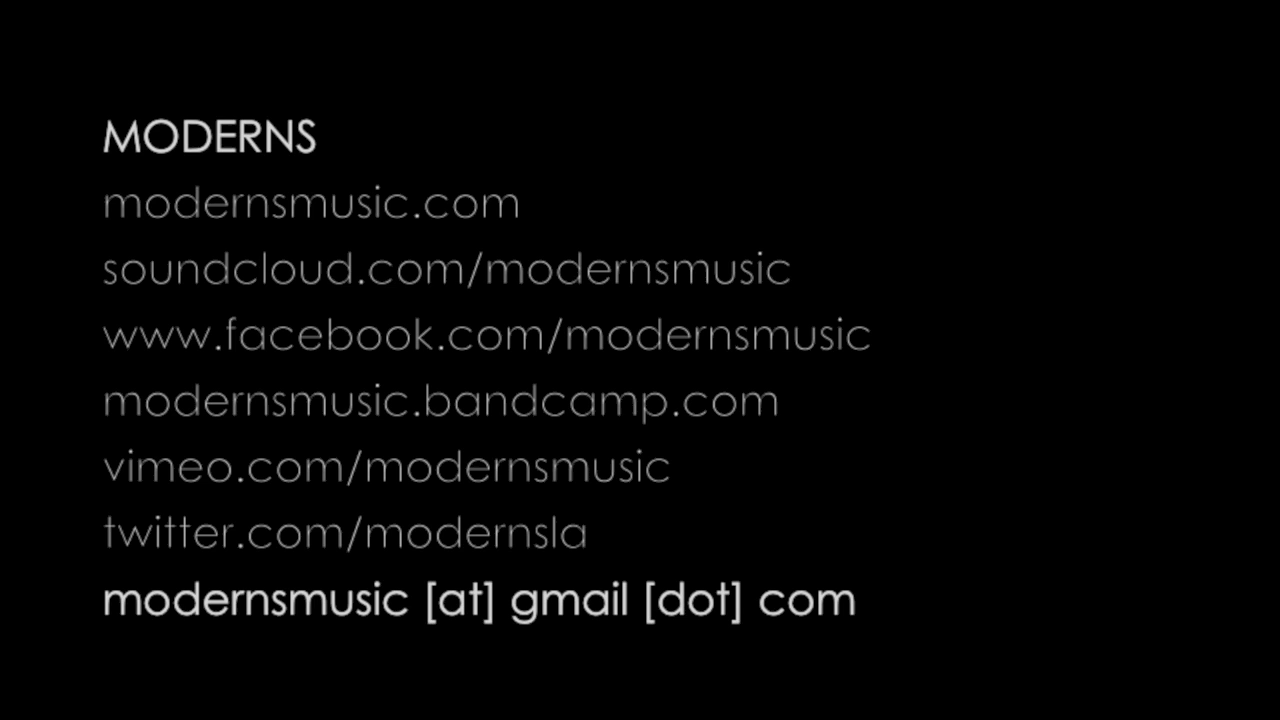 MODERNS
modernsmusic.com
soundcloud.com/modernsmusic
www.facebook.com/modernsmusic
modernsmusic.bandcamp.com
vimeo.com/modernsmusic
twitter.com/modernsla
modernsmusic [at] gmail [dot] com